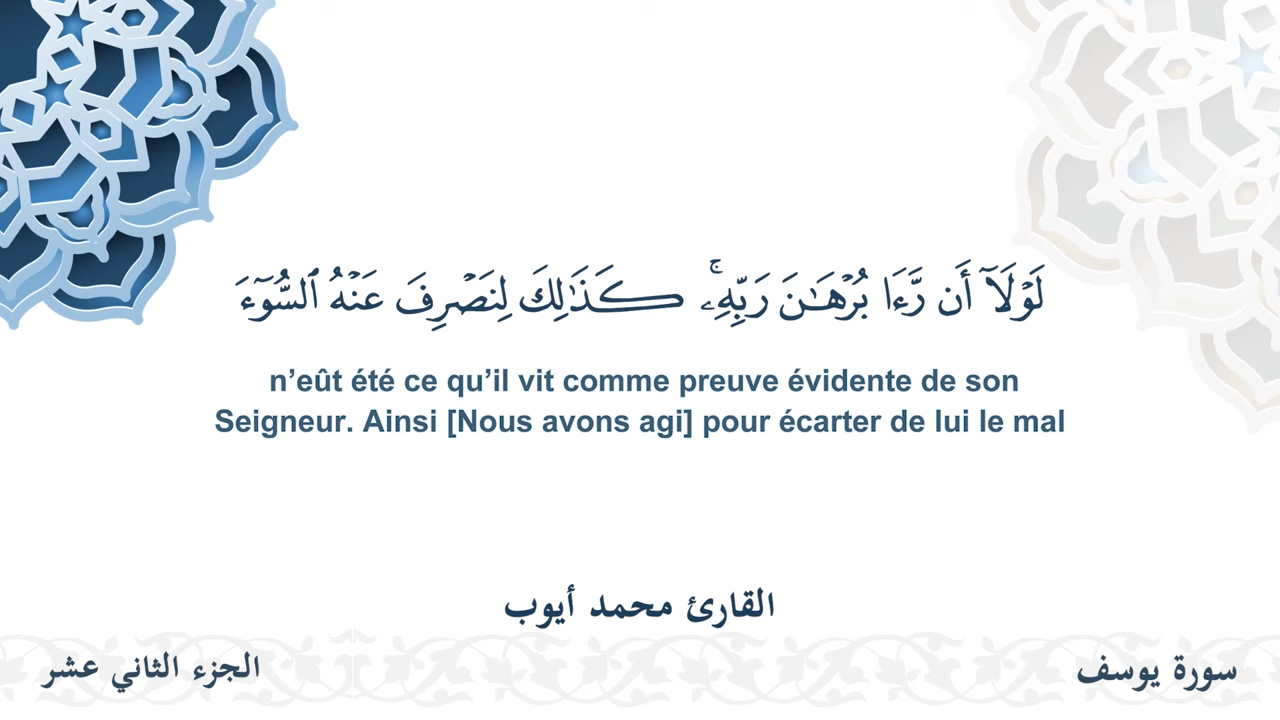 لَوۡلَآ أَن رَّءَا بُرۡهَٰنَ رَبِّهِۦۚ كَذَٰلِكَ لِنَصۡرِفَ عَنۡهُ ٱلسُّوٓءَ
n’eût été ce qu’il vit comme preuve évidente de son
Seigneur. Ainsi [Nous avons agi] pour écarter de lui le mal
القارئ محمد أيوب
سورة يوسف
الجزء الثاني عشر